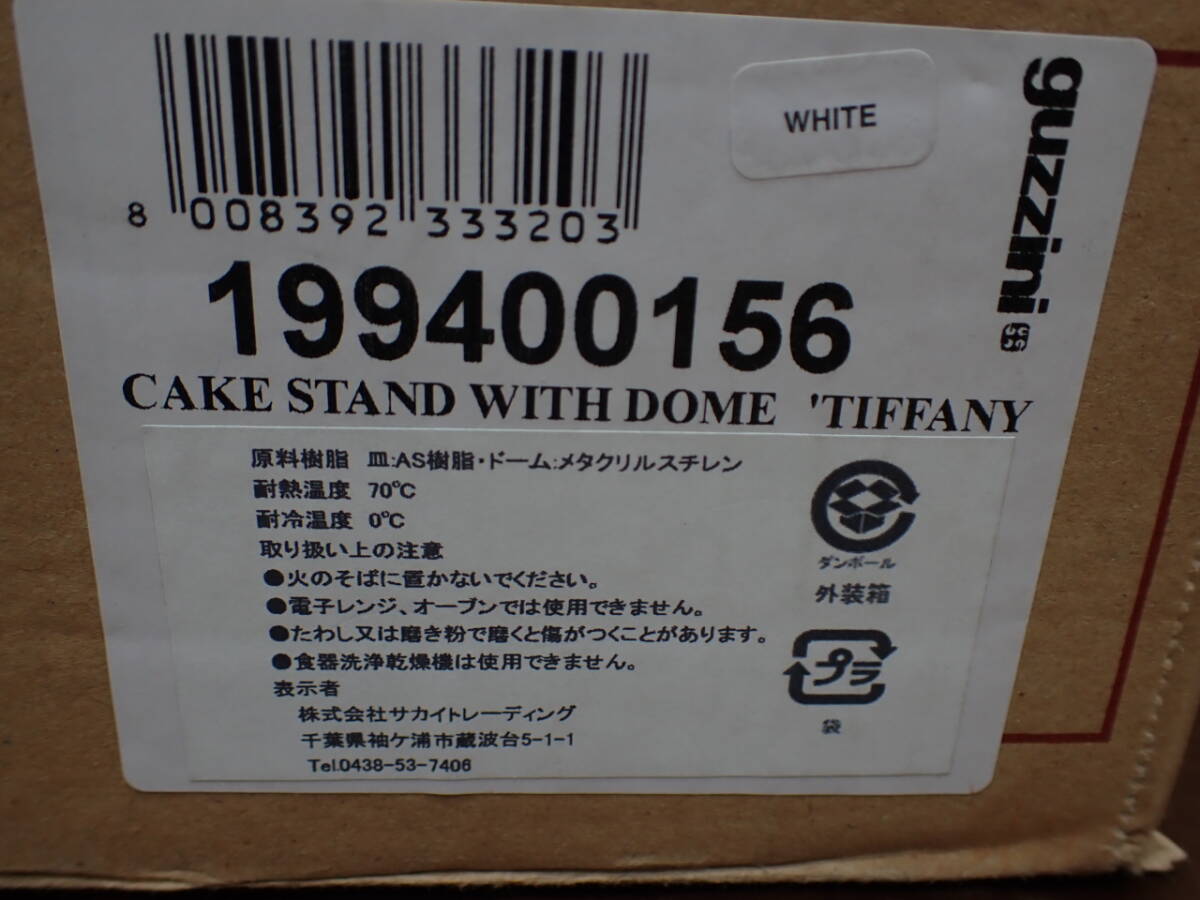 8 008392 333203
WHITE
guzzini
199400156
CAKE STAND WITH DOME 'TIFFANY
原料樹脂 皿:AS樹脂・ドーム:メタクリルスチレン
耐熱温度 70℃
耐冷温度 0℃
取り扱い上の注意
●火のそばに置かないでください。
●電子レンジ、オーブンでは使用できません。
●たわし又は磨き粉で磨くと傷がつくことがあります。
●食器洗浄乾燥機は使用できません。
表示者
株式会社サカイトレーディング
千葉県袖ケ浦市蔵波台5-1-1
Tel.0438-53-7406
ダンボール
外装箱
プラ
袋